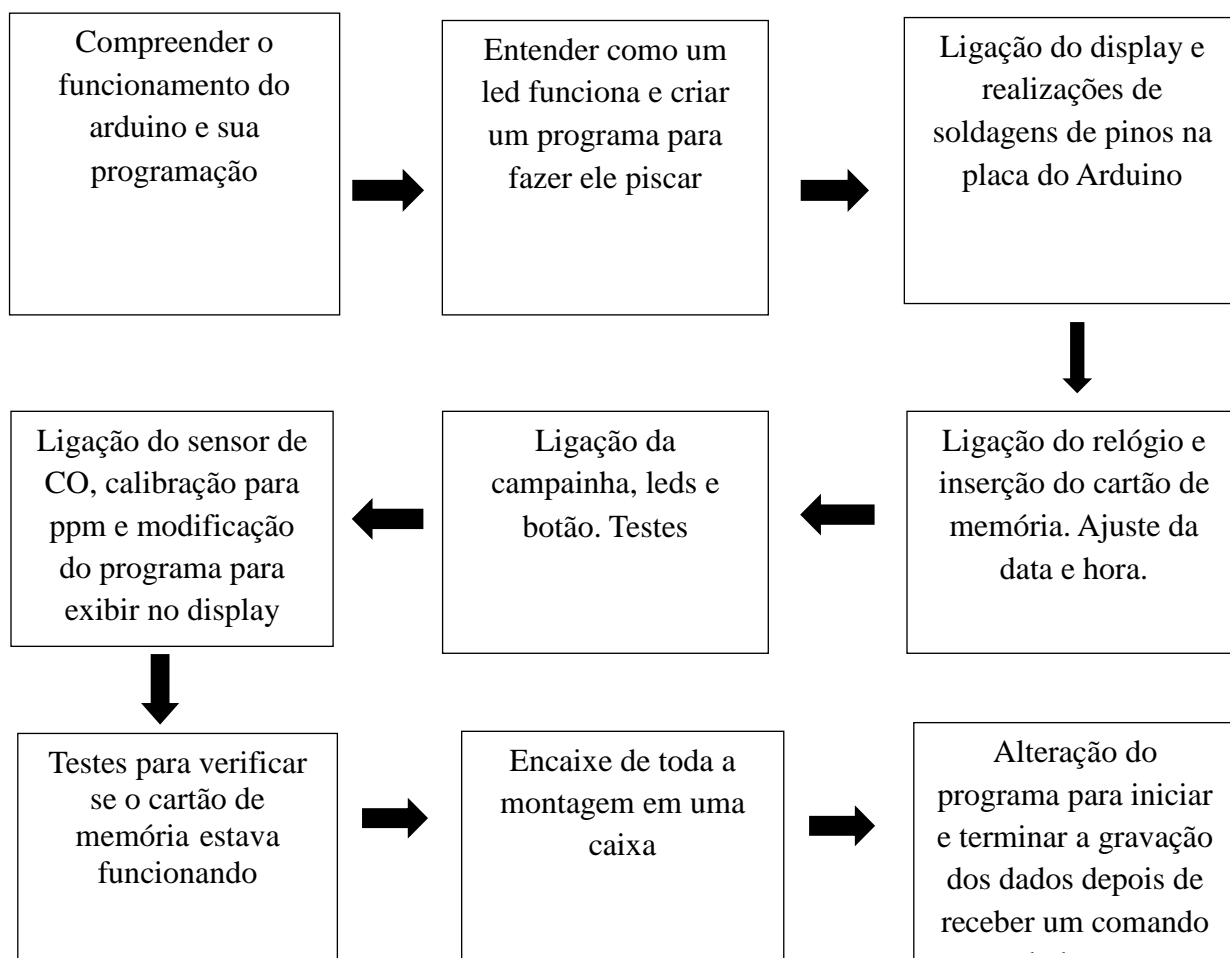 Compreender o
funcionamento do
arduino e sua
programação
Entender como um
led funciona e criar
um programa para
fazer ele piscar
Ligação do display e
realizações de
soldagens de pinos na
placa do Arduino
Ligação do relógio e
inserção do cartão de
memória. Ajuste da
data e hora.
Ligação da
campainha, leds e
botão. Testes
Ligação do sensor de
CO, calibração para
ppm e modificação
do programa para
exibir no display
Testes para verificar
se o cartão de
memória estava
funcionando
Encaixe de toda a
montagem em uma
caixa
Alteração do
programa para iniciar
e terminar a gravação
dos dados depois de
receber um comando